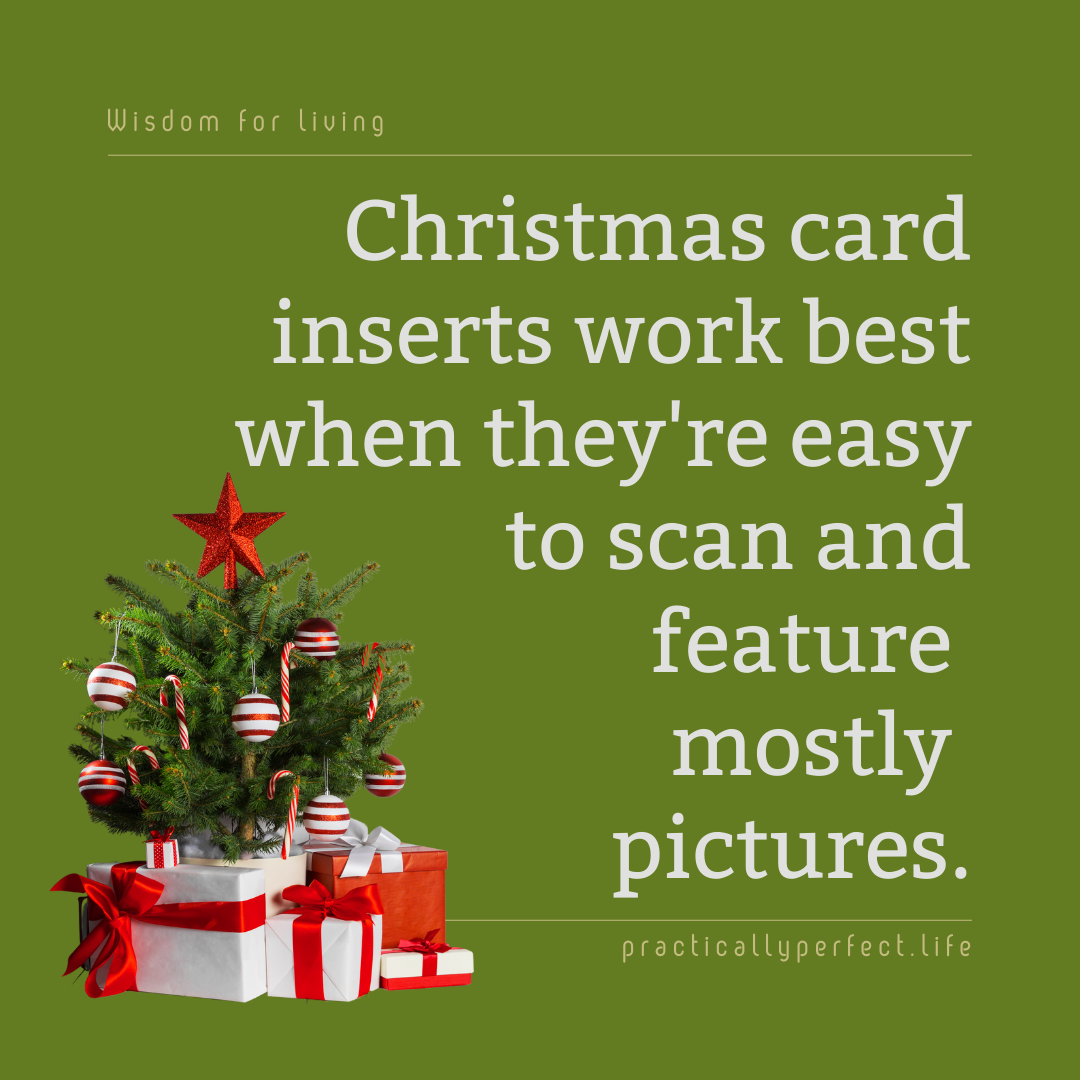 Wisdom for living
Christmas card
inserts work best
when they're easy
to scan and
feature
mostly
pictures.
practicallyperfect.life